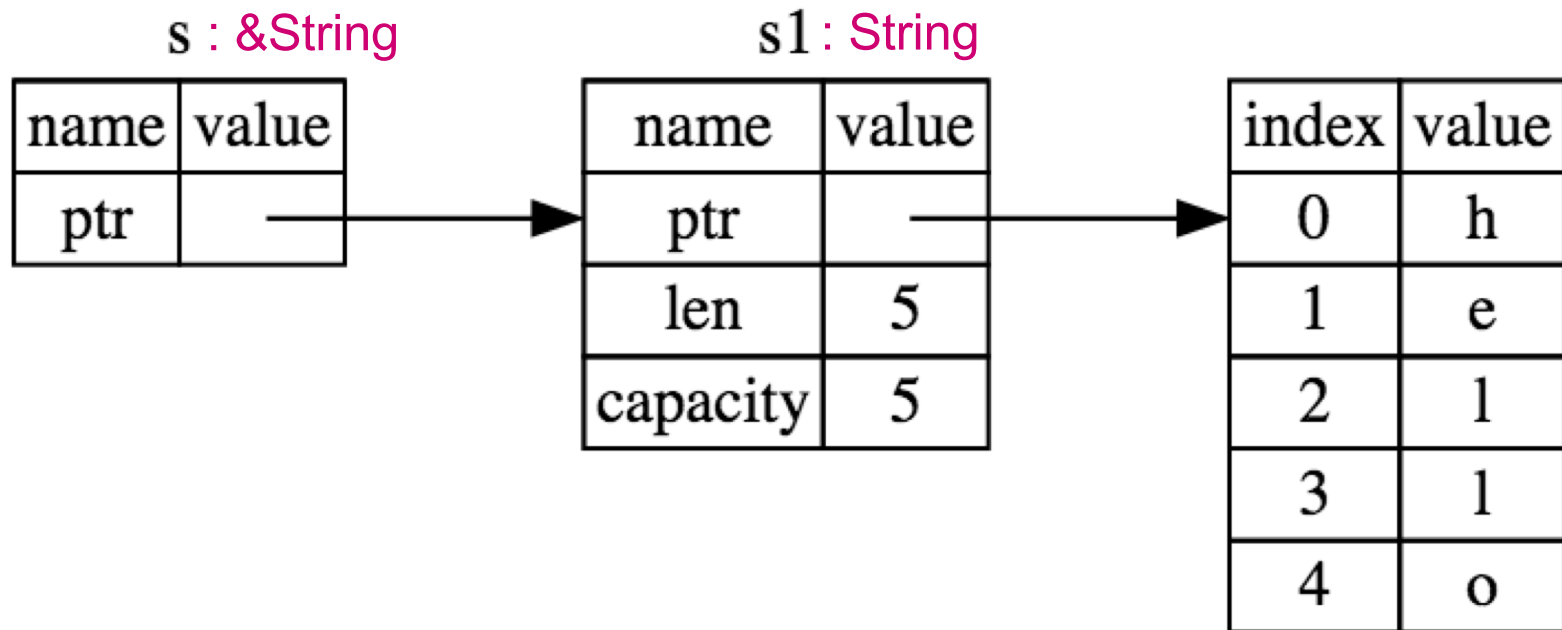 s : &String
name value
ptr
s1 : String
name value
ptr
len 5
capacity 5
index value
0 h
1 e
2 l
3 l
4 o